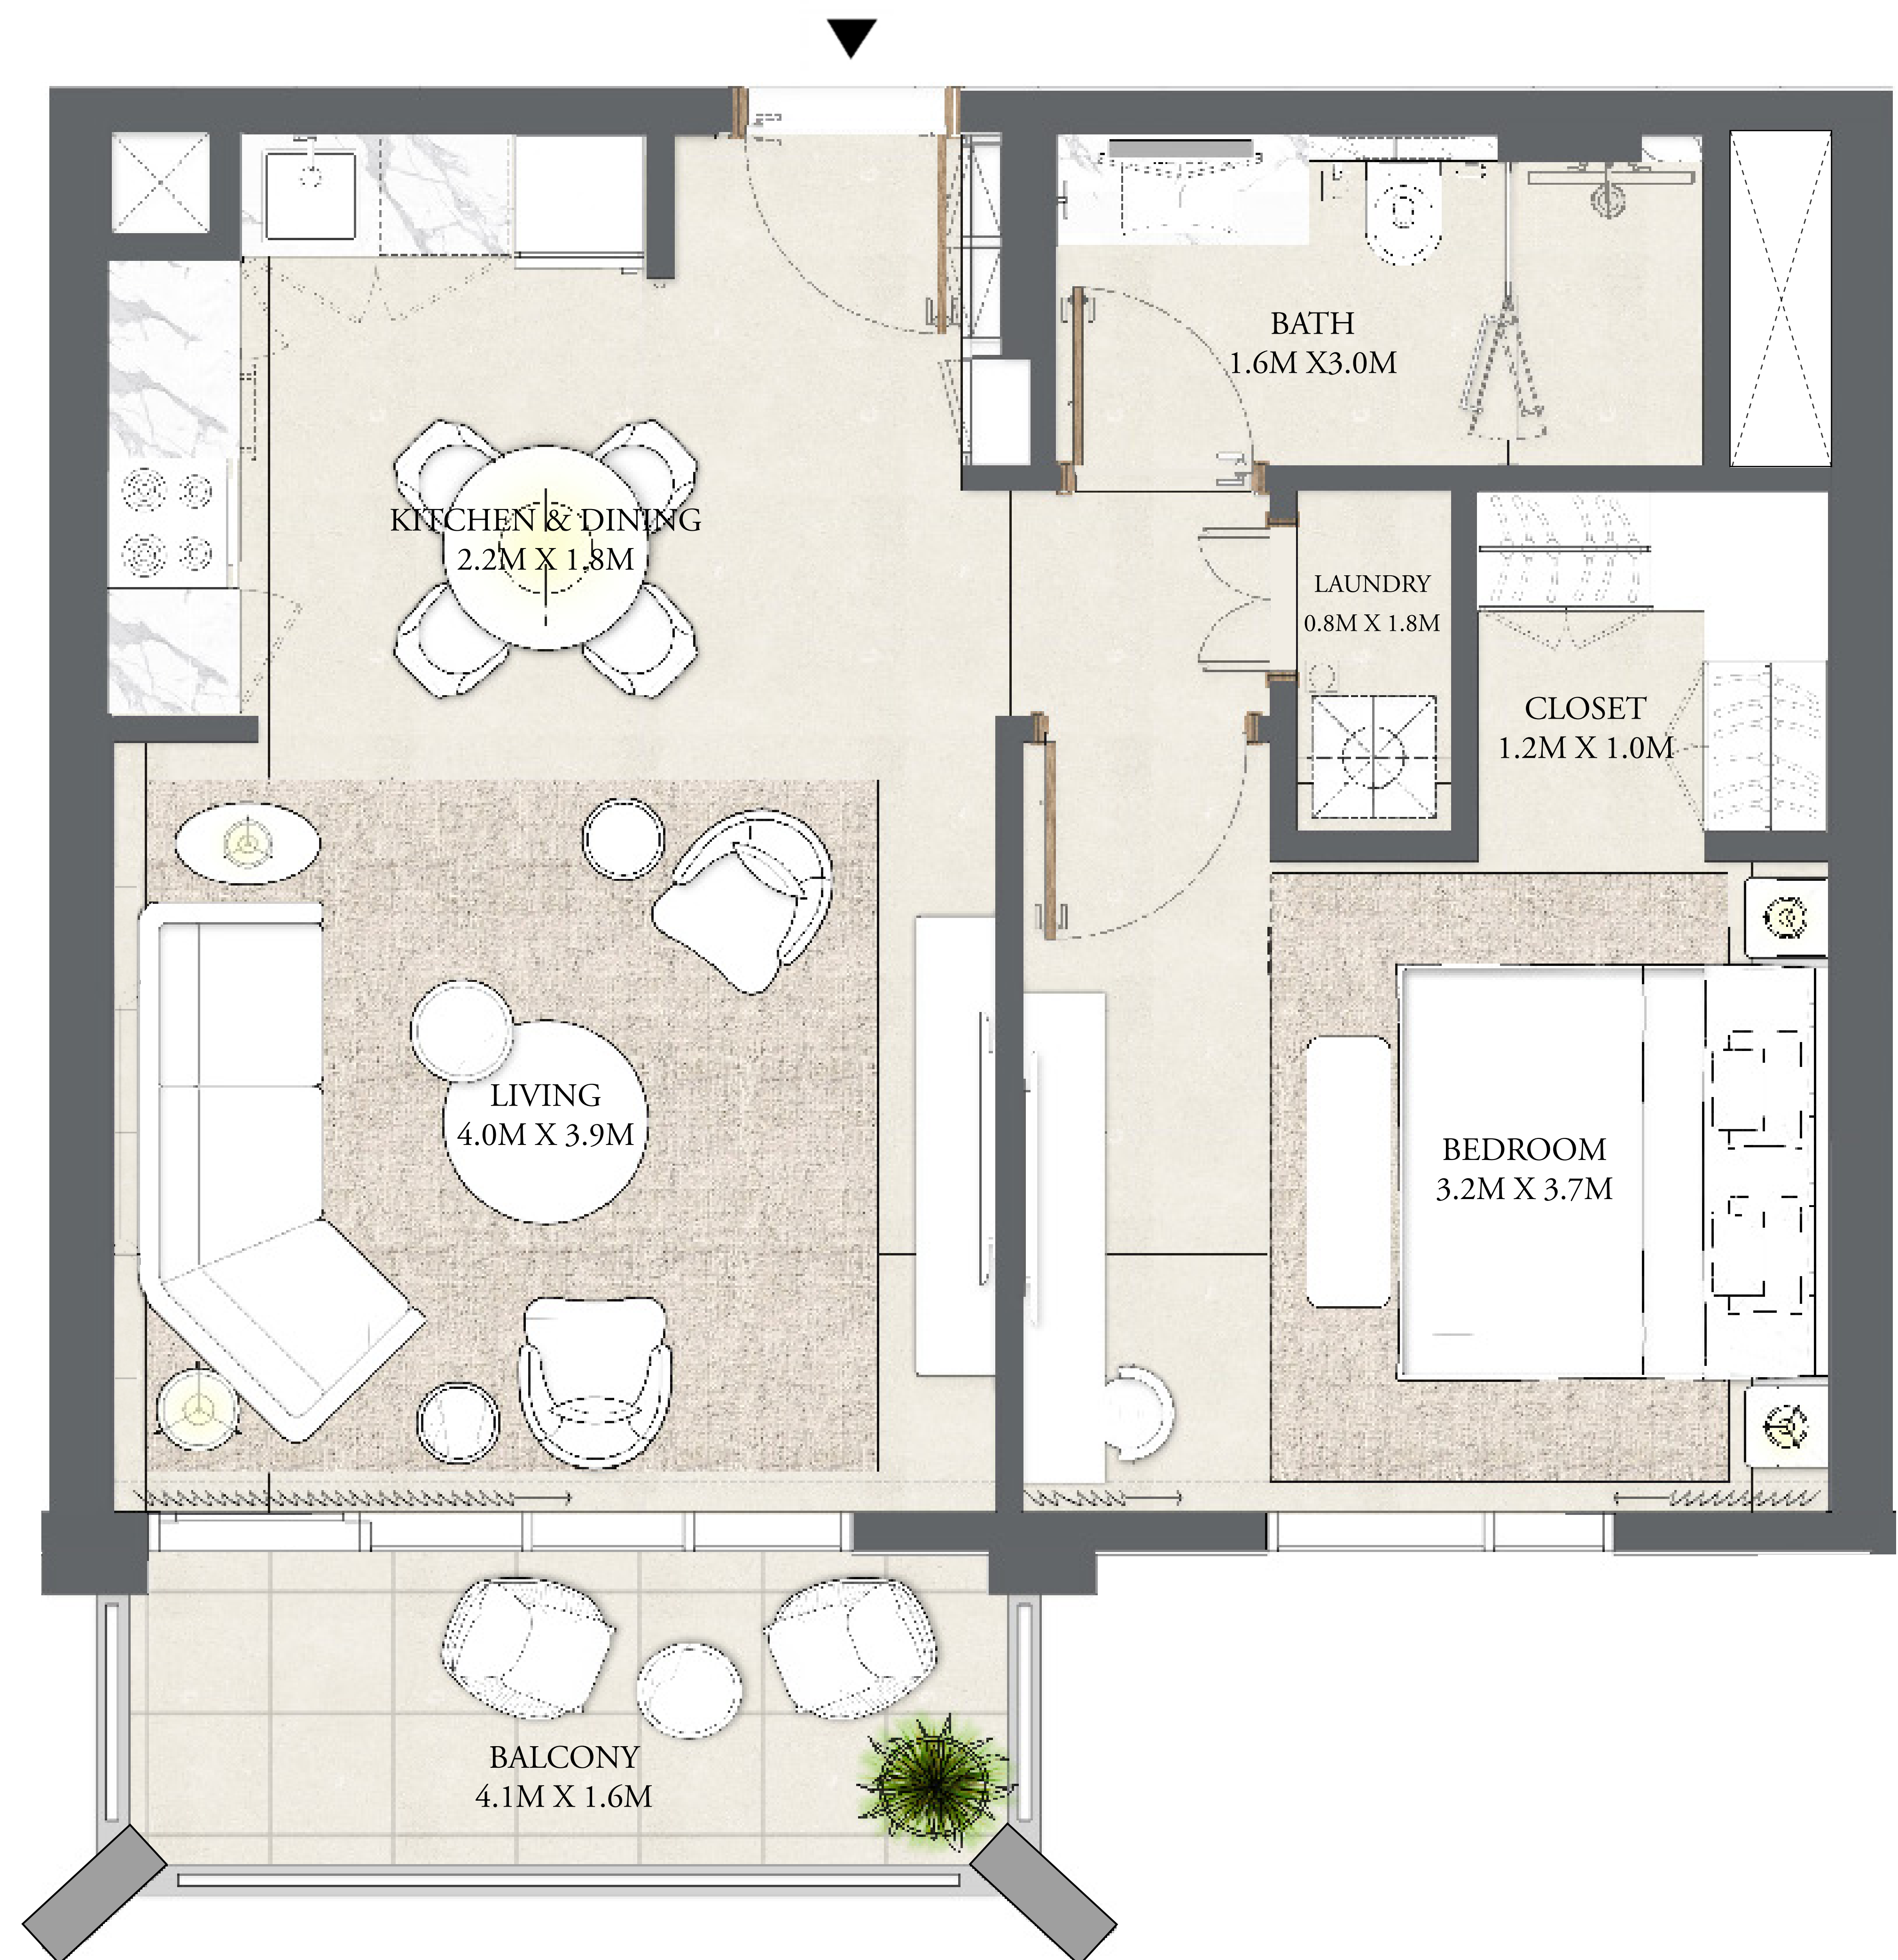 BATH
1.6M X3.0M
KITCHEN & DINING
2.2M X 1.8M
LAUNDRY
0.8M X 1.8M
CLOSET
1.2M X 1.0M
LIVING
4.0M X 3.9M
BEDROOM
3.2M X 3.7M
BALCONY
4.1M X 1.6M